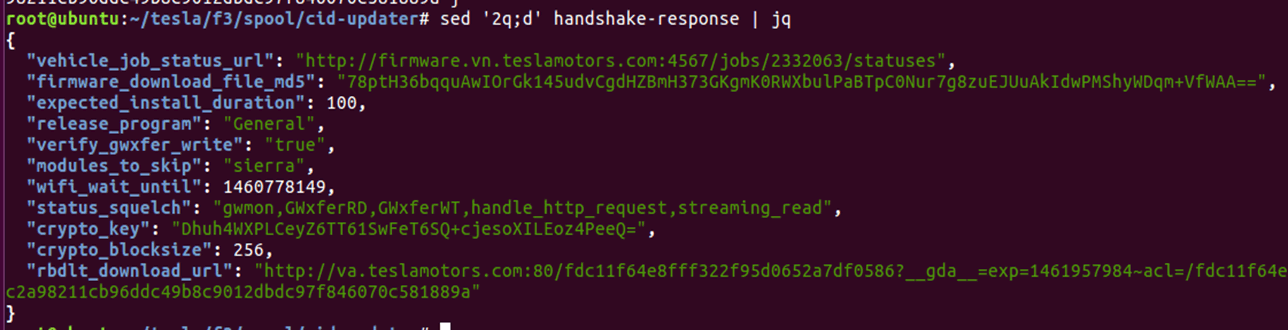 root@ubuntu:~/tesla/f3/spool/cid-updater# sed '2q;d' handshake-response | jq
{
"vehicle_job_status_url": "http://firmware.vn.teslamotors.com:4567/jobs/2332063/statuses",
"firmware_download_file_md5": "78ptH36bqquAwIOrGk145udvCgdHZBmH373GKgmK0RWXbulPaBTpC0Nur7g8zuEJUuAkIdwPMShyWDqm+VfWAA==",
"expected_install_duration": 100,
"release_program": "General",
"verify_gwxfer_write": "true",
"modules_to_skip": "sierra",
"wifi_wait_until": 1460778149,
"status_squelch": "gwmon,GWxferRD,GWxferWT,handle_http_request,streaming_read",
"crypto_key": "Dhuh4WXPLCeyZ6TT61SwFeT6SQ+cjesoXILEoz4PeeQ=",
"crypto_blocksize": 256,
"rbdlt_download_url": "http://va.teslamotors.com:80/fdc11f64e8fff322f95d0652a7df0586?__gda__=exp=1461957984~acl=/fdc11f64e
c2a98211cb96ddc49b8c9012dbdc97f846070c581889a"
}